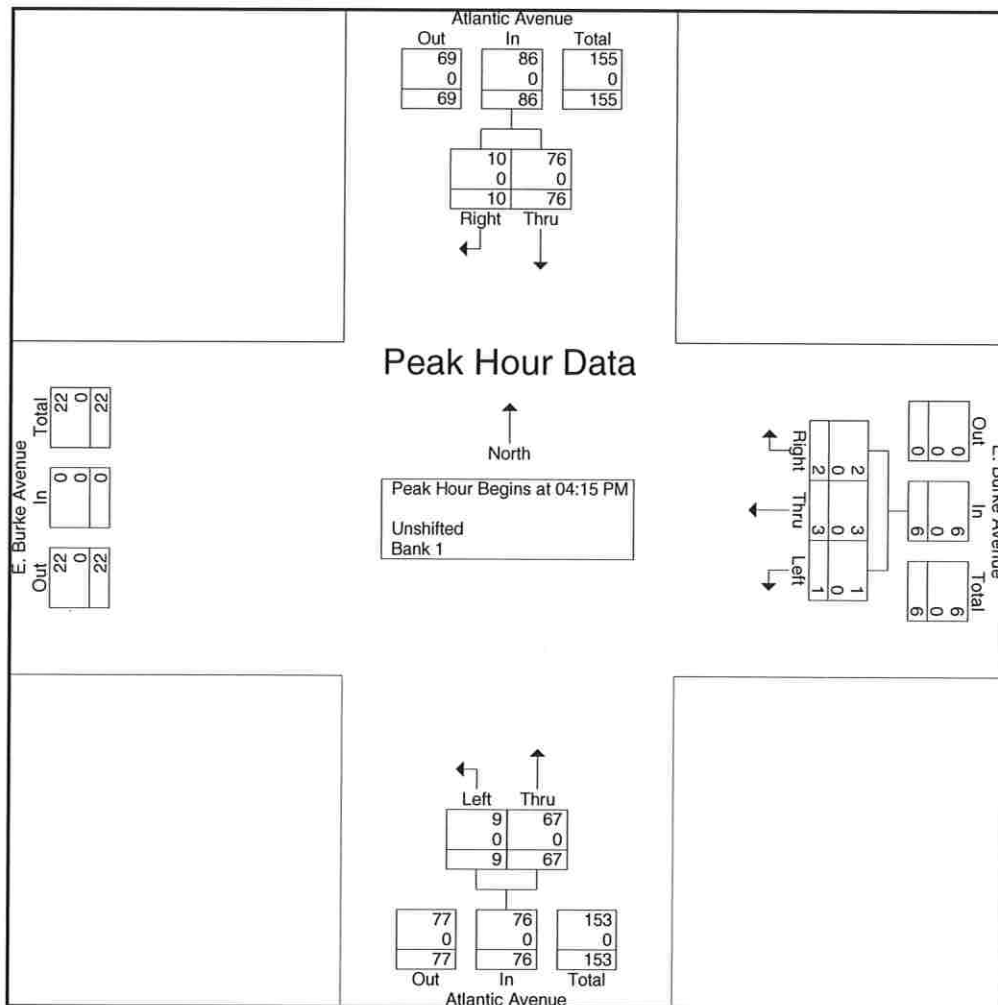 Atlantic Avenue
Out In Total
69 86 155
0 0 0
69 86 155
10 76
0 0
10 76
Right Thru
Peak Hour Data
North
Peak Hour Begins at 04:15 PM
Unshifted
Bank 1
E. Burke Avenue
Out In Total
22 0 22
0 0 0
22 0 22
E. Burke Avenue
Out In Total
0 6 6
0 0 0
0 6 6
Right Thru Left
2 3 1
0 0 0
2 3 1
Left Thru
9 67
0 0
9 67
77 76 153
0 0 0
77 76 153
Out In Total
Atlantic Avenue